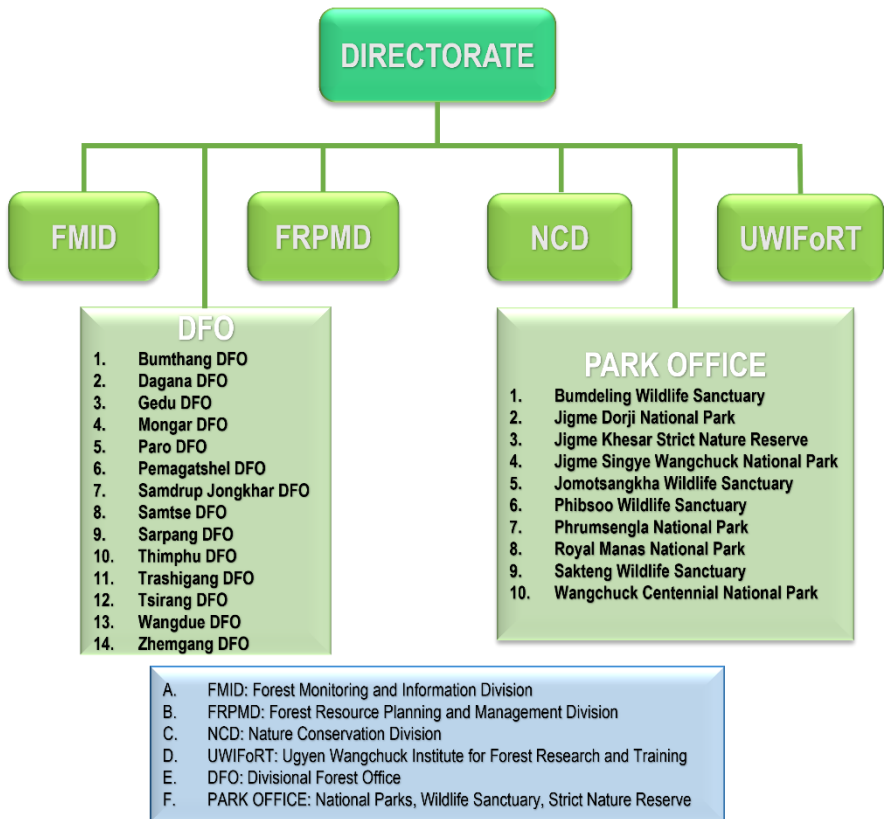 DIRECTORATE
FMID
FRPMD
NCD
UWIFoRT
DFO
1. Bumthang DFO
2. Dagana DFO
3. Gedu DFO
4. Mongar DFO
5. Paro DFO
6. Pemagatshel DFO
7. Samdrup Jongkhar DFO
8. Samtse DFO
9. Sarpang DFO
10. Thimphu DFO
11. Trashigang DFO
12. Tsirang DFO
13. Wangdue DFO
14. Zhemgang DFO
PARK OFFICE
1. Bumdeling Wildlife Sanctuary
2. Jigme Dorji National Park
3. Jigme Khesar Strict Nature Reserve
4. Jigme Singye Wangchuck National Park
5. Jomotsangkha Wildlife Sanctuary
6. Phibsoo Wildlife Sanctuary
7. Phrumsengla National Park
8. Royal Manas National Park
9. Sakteng Wildlife Sanctuary
10. Wangchuck Centennial National Park
A. FMID: Forest Monitoring and Information Division
B. FRPMD: Forest Resource Planning and Management Division
C. NCD: Nature Conservation Division
D. UWIFoRT: Ugyen Wangchuck Institute for Forest Research and Training
E. DFO: Divisional Forest Office
F. PARK OFFICE: National Parks, Wildlife Sanctuary, Strict Nature Reserve